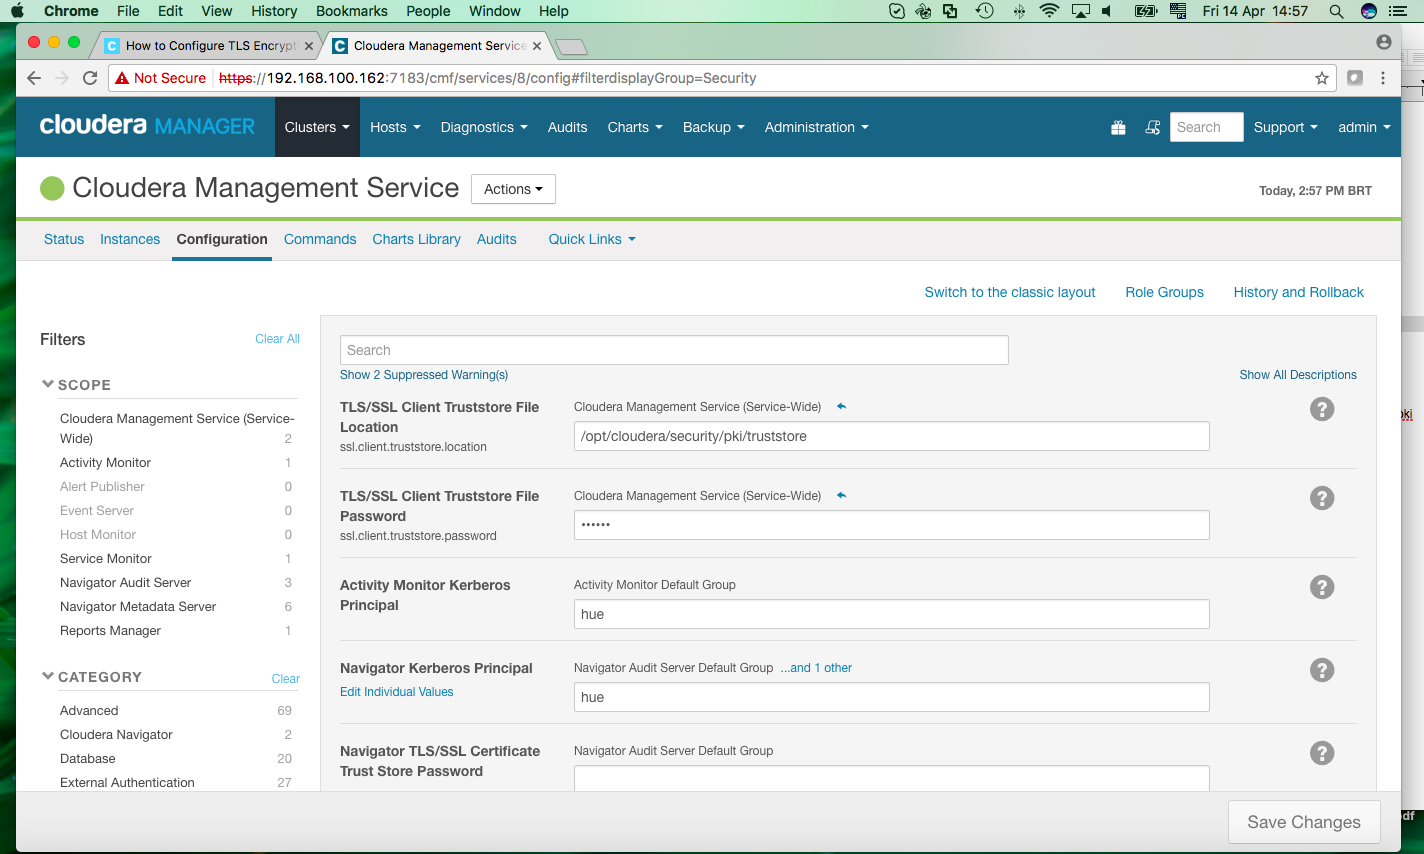 Chrome File Edit View History Bookmarks People Window Help Fri 14 Apr 14:57
How to Configure TLS Encrypt
Cloudera Management Service
Not Secure https://192.168.100.162:7183/cmf/services/8/config#filterdisplayGroup=Security
cloudera MANAGER Clusters Hosts Diagnostics Audits Charts Backup Administration Search Support admin
Cloudera Management Service Actions Today, 2:57 PM BRT
Status Instances Configuration Commands Charts Library Audits Quick Links
Switch to the classic layout Role Groups History and Rollback
Filters Clear All
SCOPE
Cloudera Management Service (Service-
Wide) 2
Activity Monitor 1
Alert Publisher 0
Event Server 0
Host Monitor 0
Service Monitor 1
Navigator Audit Server 3
Navigator Metadata Server 6
Reports Manager 1
CATEGORY Clear
Advanced 69
Cloudera Navigator 2
Database 20
External Authentication 27
Search
Show 2 Suppressed Warning(s) Show All Descriptions
TLS/SSL Client Truststore File
Location
ssl.client.truststore.location
Cloudera Management Service (Service-Wide)
/opt/cloudera/security/pki/truststore
?
TLS/SSL Client Truststore File
Password
ssl.client.truststore.password
Cloudera Management Service (Service-Wide)
••••••
?
Activity Monitor Kerberos
Principal
Activity Monitor Default Group
hue
?
Navigator Kerberos Principal
Edit Individual Values
Navigator Audit Server Default Group ...and 1 other
hue
?
Navigator TLS/SSL Certificate
Trust Store Password
Navigator Audit Server Default Group
?
Save Changes
pki